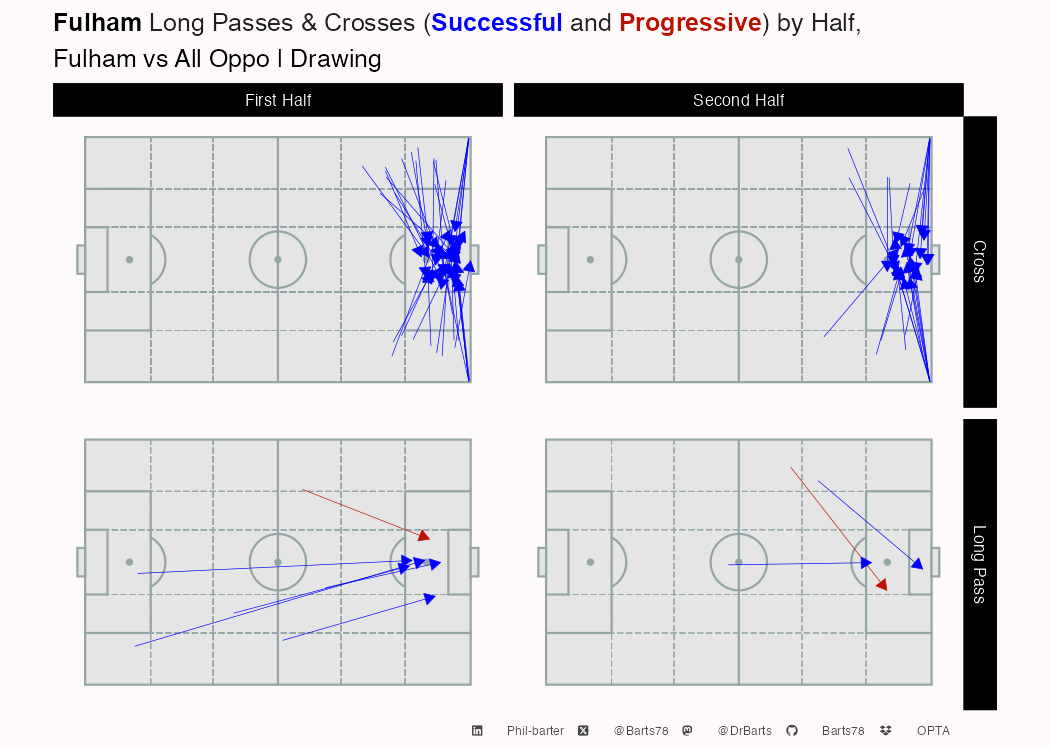 Fulham Long Passes & Crosses (Successful and Progressive) by Half,
Fulham vs All Oppo | Drawing
First Half
Second Half
Cross
Long Pass
Phil-barter @Barts78 @DrBarts Barts78 OPTA